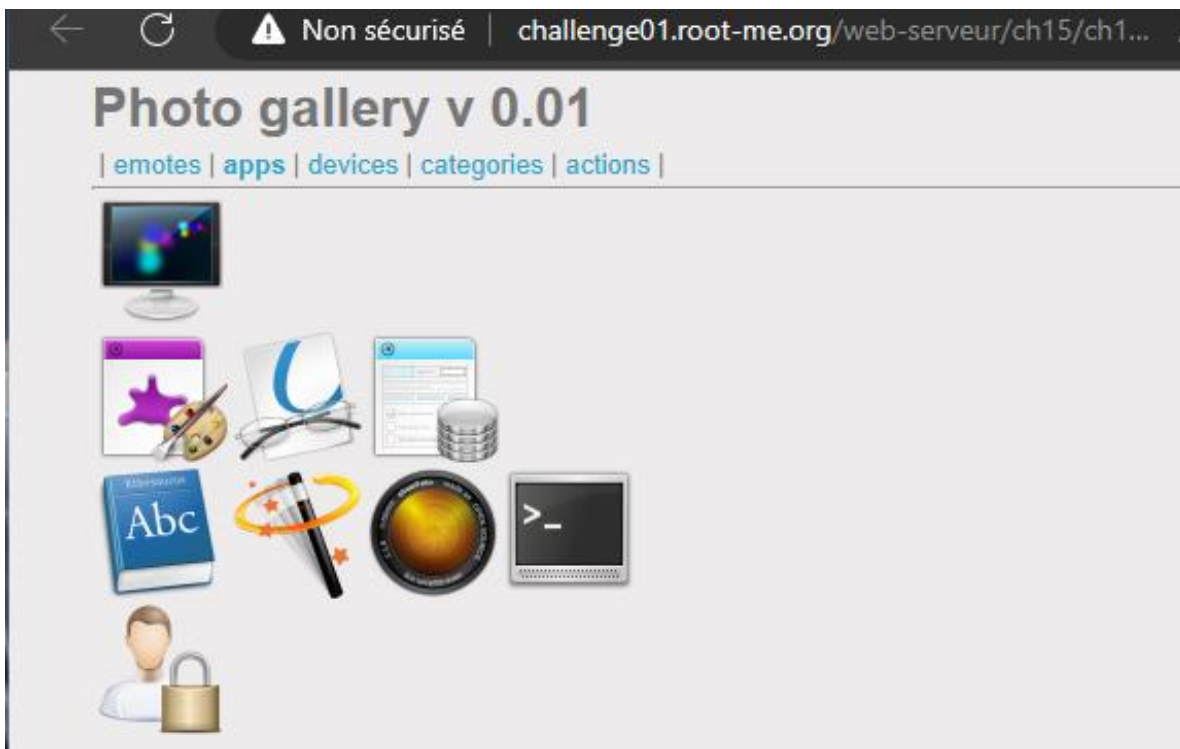 Non sécurisé | challenge01.root-me.org/web-serveur/ch15/ch1...
Photo gallery v 0.01
| emotes | apps | devices | categories | actions |
Abc
>_